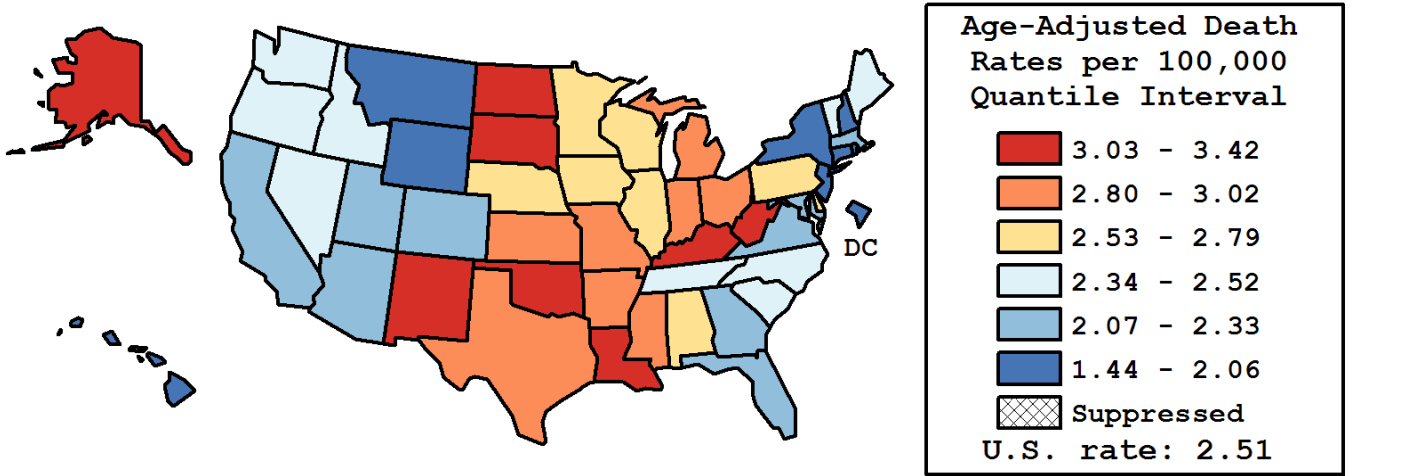 DC
Age-Adjusted Death
Rates per 100,000
Quantile Interval
3.03 - 3.42
2.80 - 3.02
2.53 - 2.79
2.34 - 2.52
2.07 - 2.33
1.44 - 2.06
Suppressed
U.S. rate: 2.51